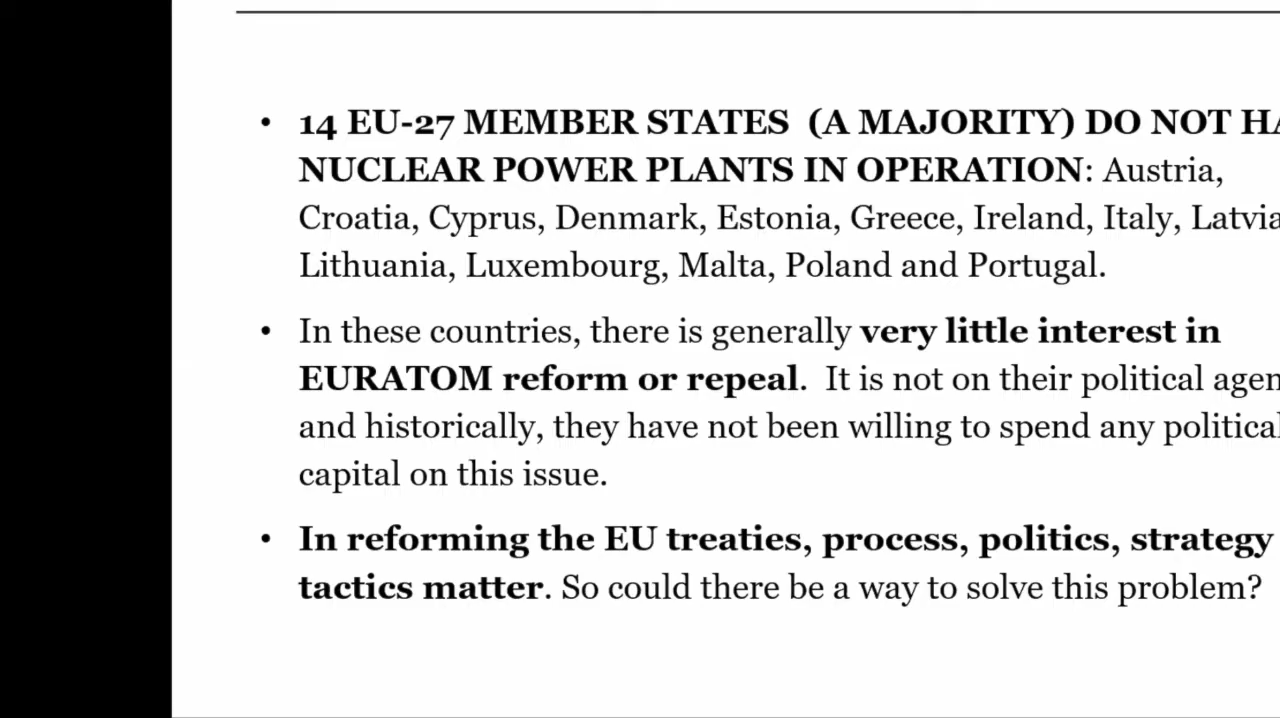 • 14 EU-27 MEMBER STATES (A MAJORITY) DO NOT HA
NUCLEAR POWER PLANTS IN OPERATION: Austria,
Croatia, Cyprus, Denmark, Estonia, Greece, Ireland, Italy, Latvia
Lithuania, Luxembourg, Malta, Poland and Portugal.
• In these countries, there is generally very little interest in
EURATOM reform or repeal. It is not on their political agen
and historically, they have not been willing to spend any political
capital on this issue.
• In reforming the EU treaties, process, politics, strategy
tactics matter. So could there be a way to solve this problem?